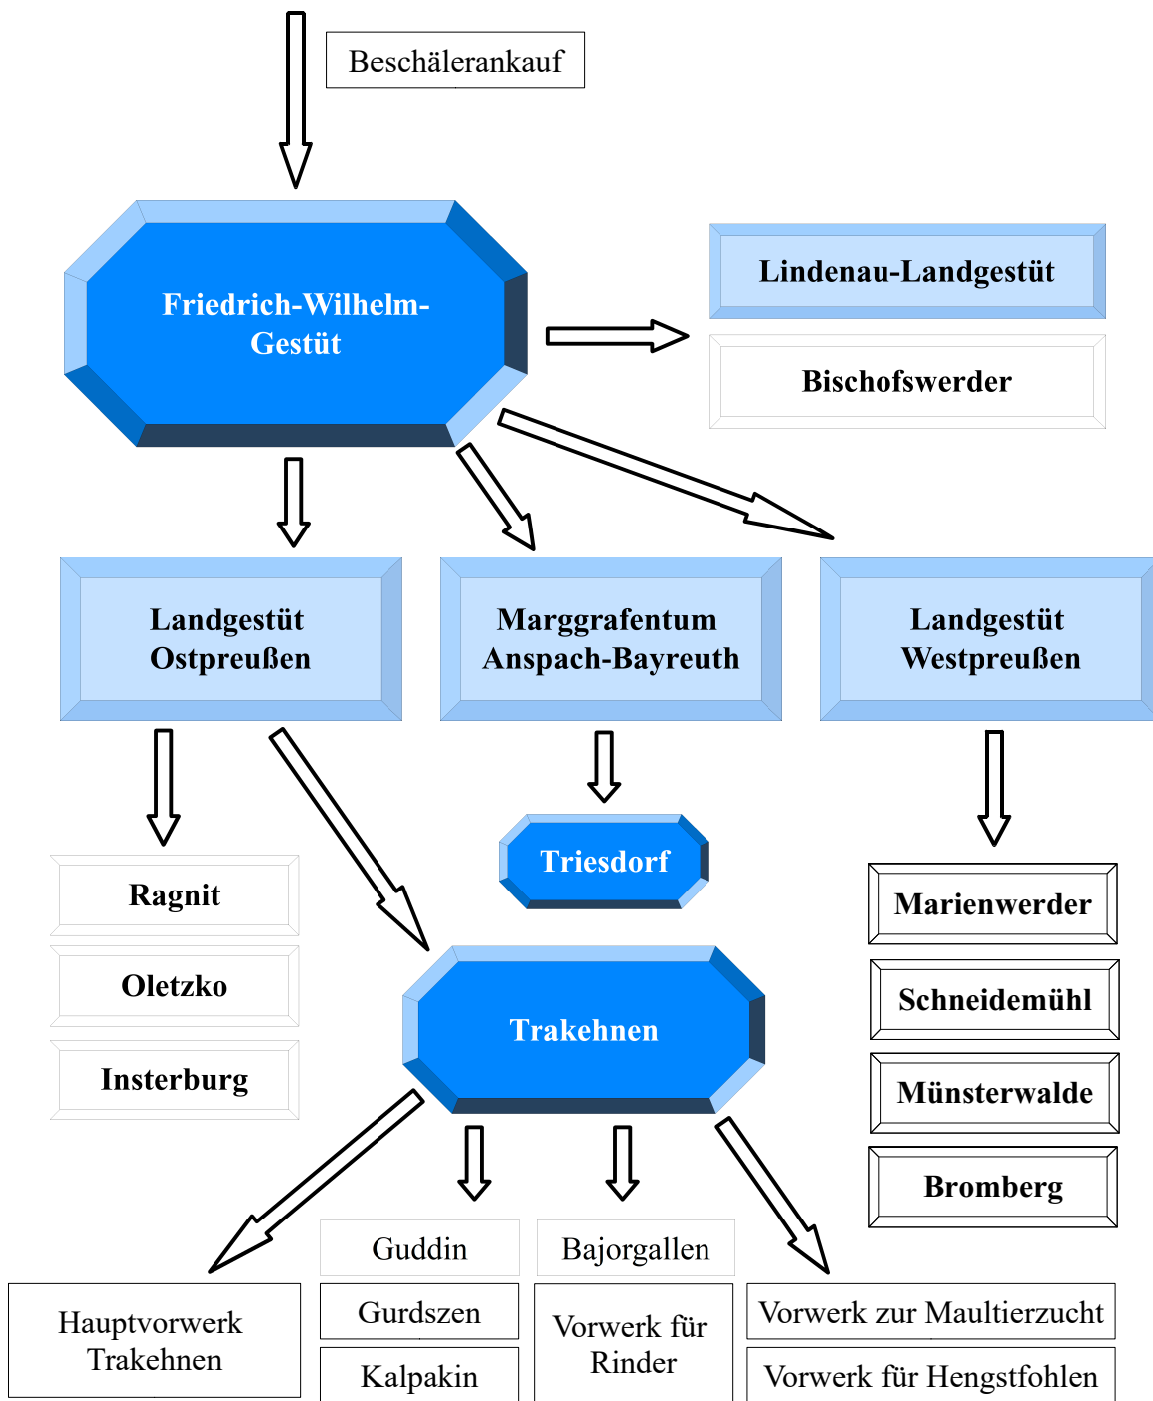 Beschälerankauf
Friedrich-Wilhelm-
Gestüt
Lindenau-Landgestüt
Bischofswerder
Landgestüt
Ostpreußen
Marggrafentum
Anspach-Bayreuth
Landgestüt
Westpreußen
Triesdorf
Ragnit
Oletzko
Insterburg
Trakehnen
Marienwerder
Schneidemühl
Münsterwalde
Bromberg
Hauptvorwerk
Trakehnen
Guddin
Gurdszen
Kalpakin
Bajorgallen
Vorwerk für
Rinder
Vorwerk zur Maultierzucht
Vorwerk für Hengstfohlen